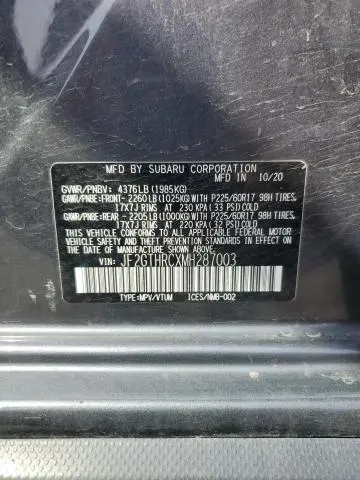 MFD BY SUBARU CORPORATION
10/20
GVWR/PNBV: 4376LB(1985KG)
GAWR/PNBE:FRONT- 2260LB(1025KG)WITH P225/60R17 98H TIRES,
17X7J RIMS AT 230 KPA(33 PSI)COLD
GAWR/PNBE:REAR - 2205LB(1000KG)WITH P225/60R17 98H TIRES,
17X7J RIMS AT 220 KPA(32 PSI)COLD
THIS VEHICLE CONFORMS TO ALL APPLICABLE FEDERAL MOTOR
VEHICLE SAFETY AND THEFT PREVENTION STANDARDS IN EFFECT ON
THE DATE OF MANUFACTURE SHOWN ABOVE.
VIN: JF2GTHRCXMH287003
TYPE:MPV/VTUM ICES/NMB-002